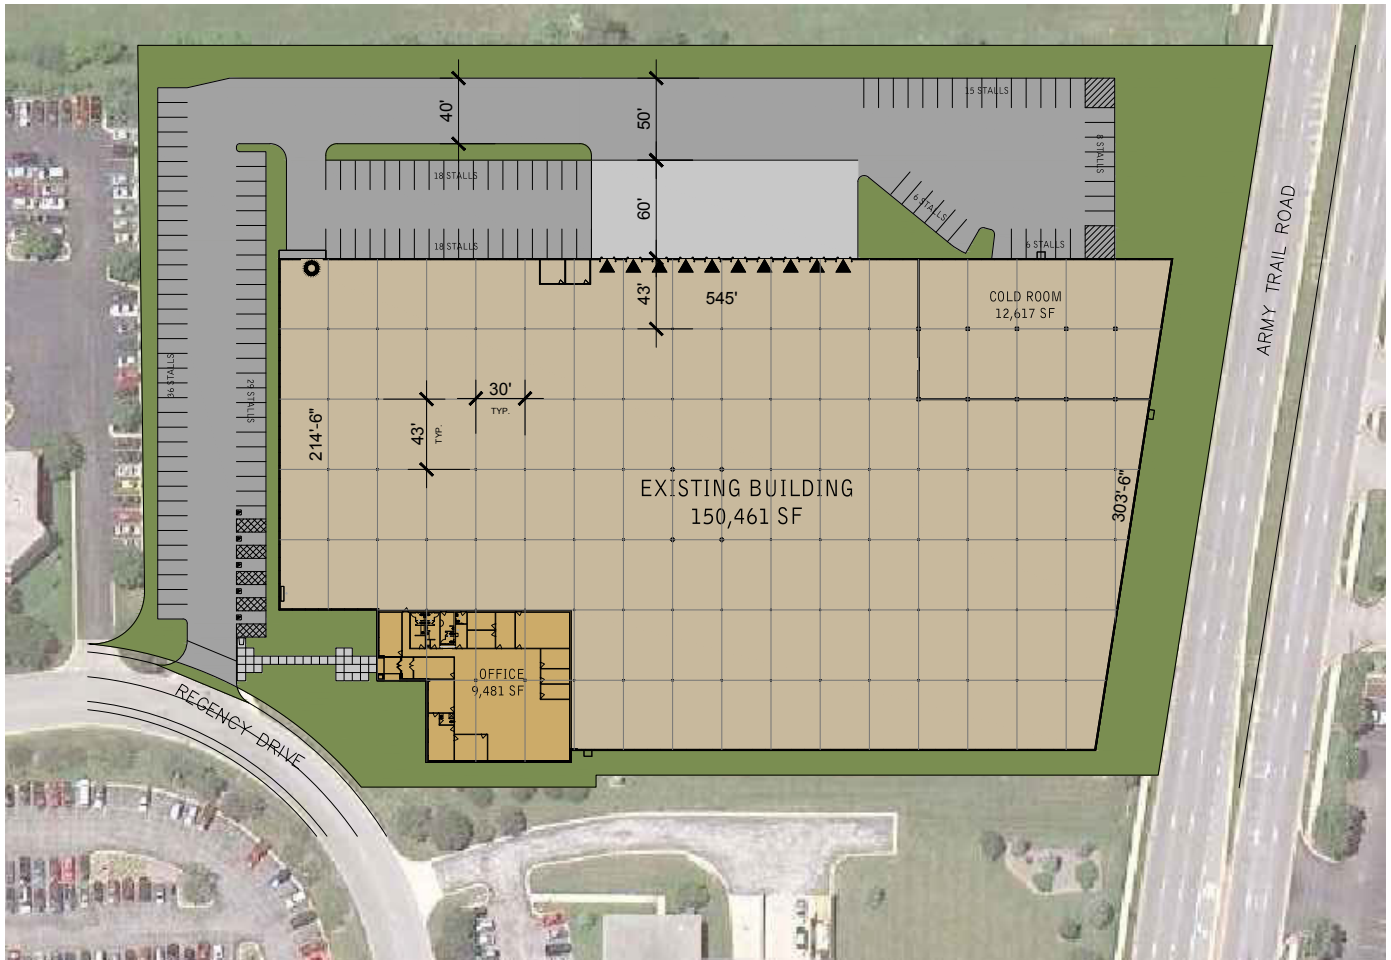 40'
50'
15 STALLS
8 STALLS
18 STALLS
60'
6 STALLS
18 STALLS
6 STALLS
43'
545'
COLD ROOM
12,617 SF
ARMY TRAIL ROAD
36 STALLS
29 STALLS
30'
TYP.
214'-6"
43'
TYP.
EXISTING BUILDING
150,461 SF
303'-6"
OFFICE
9,481 SF
REGENCY DRIVE